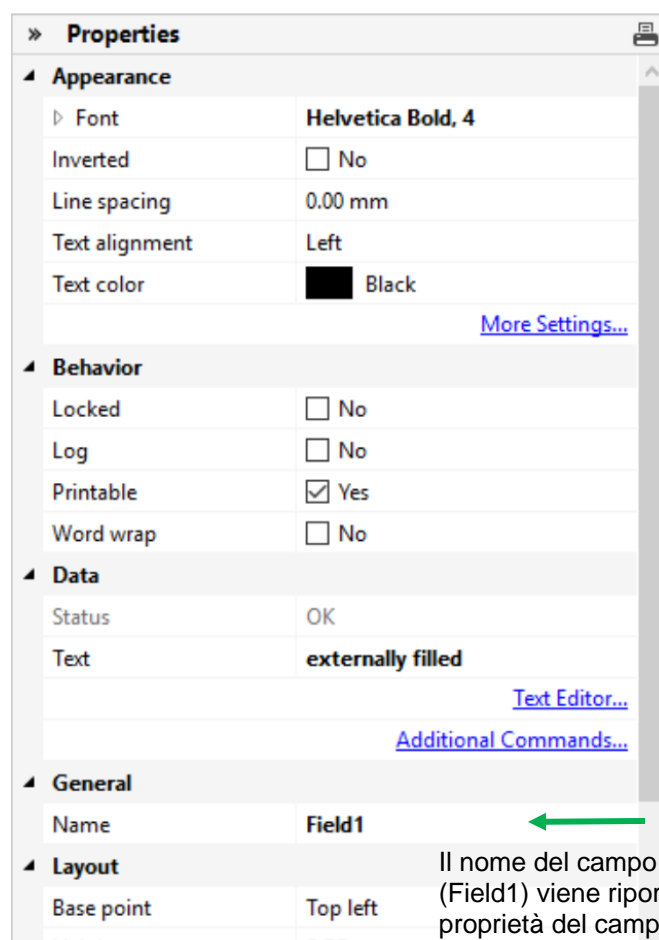 » Properties
Appearance
Font Helvetica Bold, 4
Inverted No
Line spacing 0.00 mm
Text alignment Left
Text color Black
More Settings...
Behavior
Locked No
Log No
Printable Yes
Word wrap No
Data
Status OK
Text externally filled
Text Editor...
Additional Commands...
General
Name Field1
Layout
Il nome del campo
(Field1) viene
Base point Top left
proprietà del